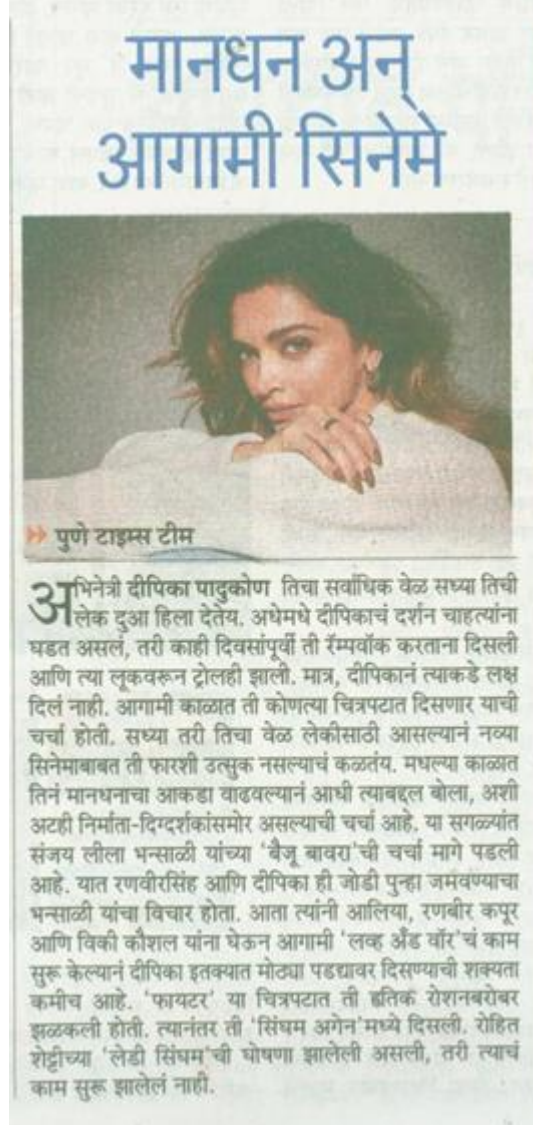 मानधन अन्
आगामी सिनेमे
पुणे टाइम्स टीम
अभिनेत्री दीपिका पादुकोण तिचा सर्वाधिक वेळ सध्या तिची
लेक दुआ हिला देतेय. अधेमधे दीपिकाचं दर्शन चाहत्यांना
घडत असलं, तरी काही दिवसांपूर्वी ती रॅम्पवॉक करताना दिसली
आणि त्या लूकवरून ट्रोलही झाली. मात्र, दीपिकानं त्याकडे लक्ष
दिलं नाही. आगामी काळात ती कोणत्या चित्रपटात दिसणार याची
चर्चा होती. सध्या तरी तिचा वेळ लेकीसाठी आसल्यानं नव्या
सिनेमाबाबत ती फारशी उत्सुक नसल्याचं कळतंय. मधल्या काळात
तिनं मानधनाचा आकडा वाढवल्यानं आधी त्याबद्दल बोला, अशी
अटही निर्माता-दिग्दर्शकांसमोर असल्याची चर्चा आहे. या सगळ्यांत
संजय लीला भन्साळी यांच्या 'बैजू बावरा'ची चर्चा मागे पडली
आहे. यात रणवीरसिंह आणि दीपिका ही जोडी पुन्हा जमवण्याचा
भन्साळी यांचा विचार होता. आता त्यांनी आलिया, रणबीर कपूर
आणि विकी कौशल यांना घेऊन आगामी 'लव्ह अँड वॉर'चं काम
सुरू केल्यानं दीपिका इतक्यात मोठ्या पडद्यावर दिसण्याची शक्यता
कमीच आहे. 'फायटर' या चित्रपटात ती हृतिक रोशनबरोबर
झळकली होती. त्यानंतर ती 'सिंघम अगेन'मध्ये दिसली. रोहित
शेट्टीच्या 'लेडी सिंघम'ची घोषणा झालेली असली, तरी त्याचं
काम सुरू झालेलं नाही.